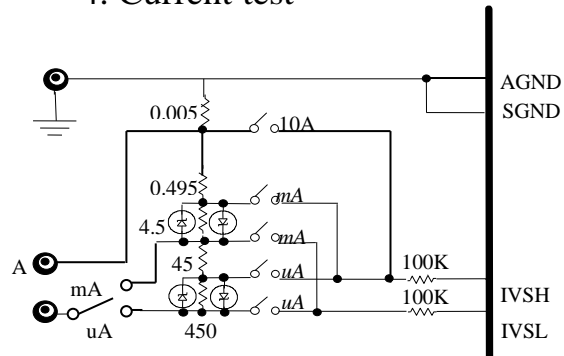 4. Current test
AGND
SGND
0.005
10A
0.495
mA
4.5
mA
A
45
uA
100K
mA
IVSH
uA
100K
uA
450
IVSL